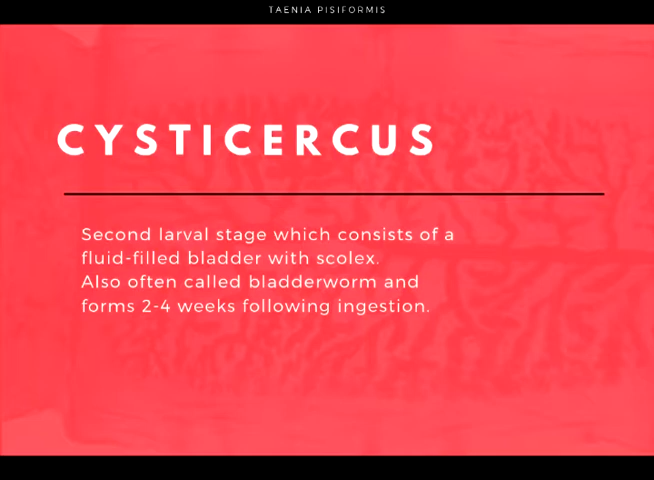 TAENIA PISIFORMIS
CYSTICERCUS
Second larval stage which consists of a
fluid-filled bladder with scolex.
Also often called bladderworm and
forms 2-4 weeks following ingestion.